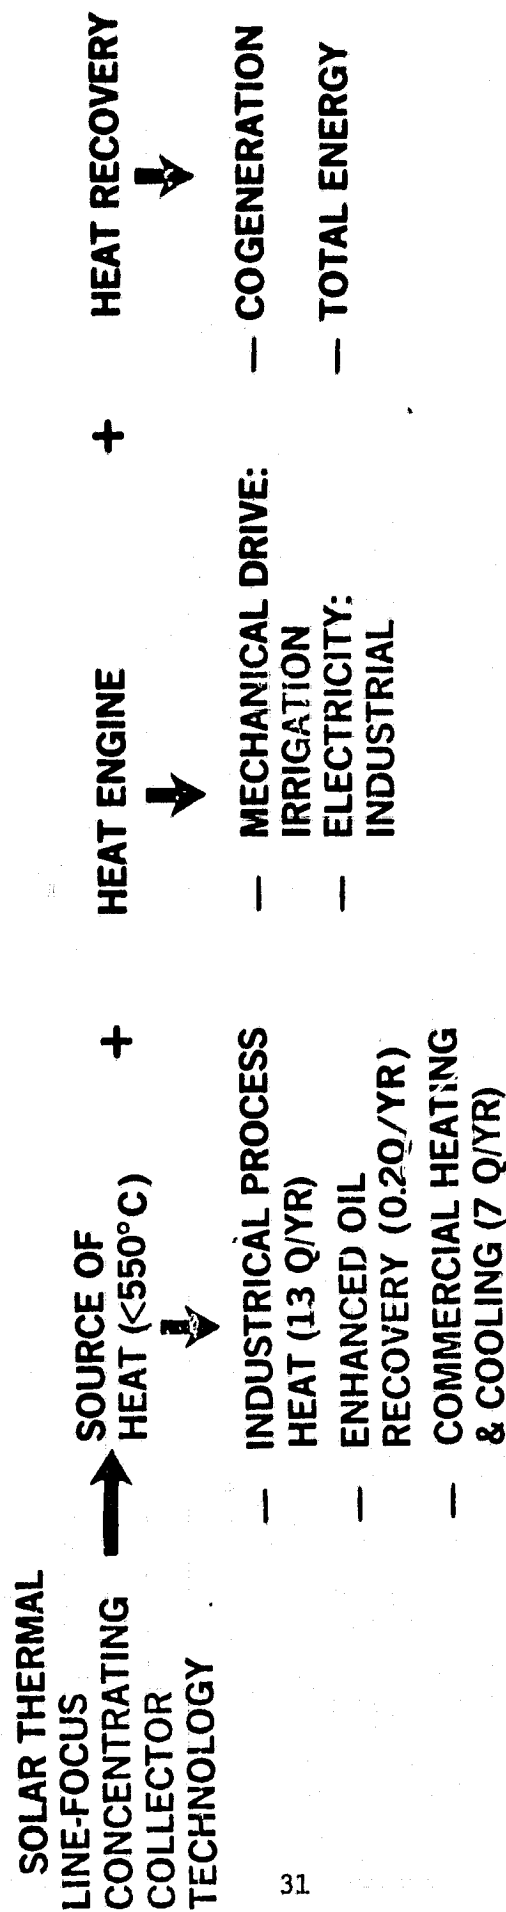 SOLAR THERMAL
LINE-FOCUS
CONCENTRATING
COLLECTOR
TECHNOLOGY
SOURCE OF
HEAT (<550°C)
+
HEAT ENGINE
+
HEAT RECOVERY
— INDUSTRICAL PROCESS
HEAT (13 Q/YR)
— ENHANCED OIL
RECOVERY (0.2Q/YR)
— COMMERCIAL HEATING
& COOLING (7 Q/YR)
— MECHANICAL DRIVE:
IRRIGATION
— ELECTRICITY:
INDUSTRIAL
— COGENERATION
— TOTAL ENERGY
31